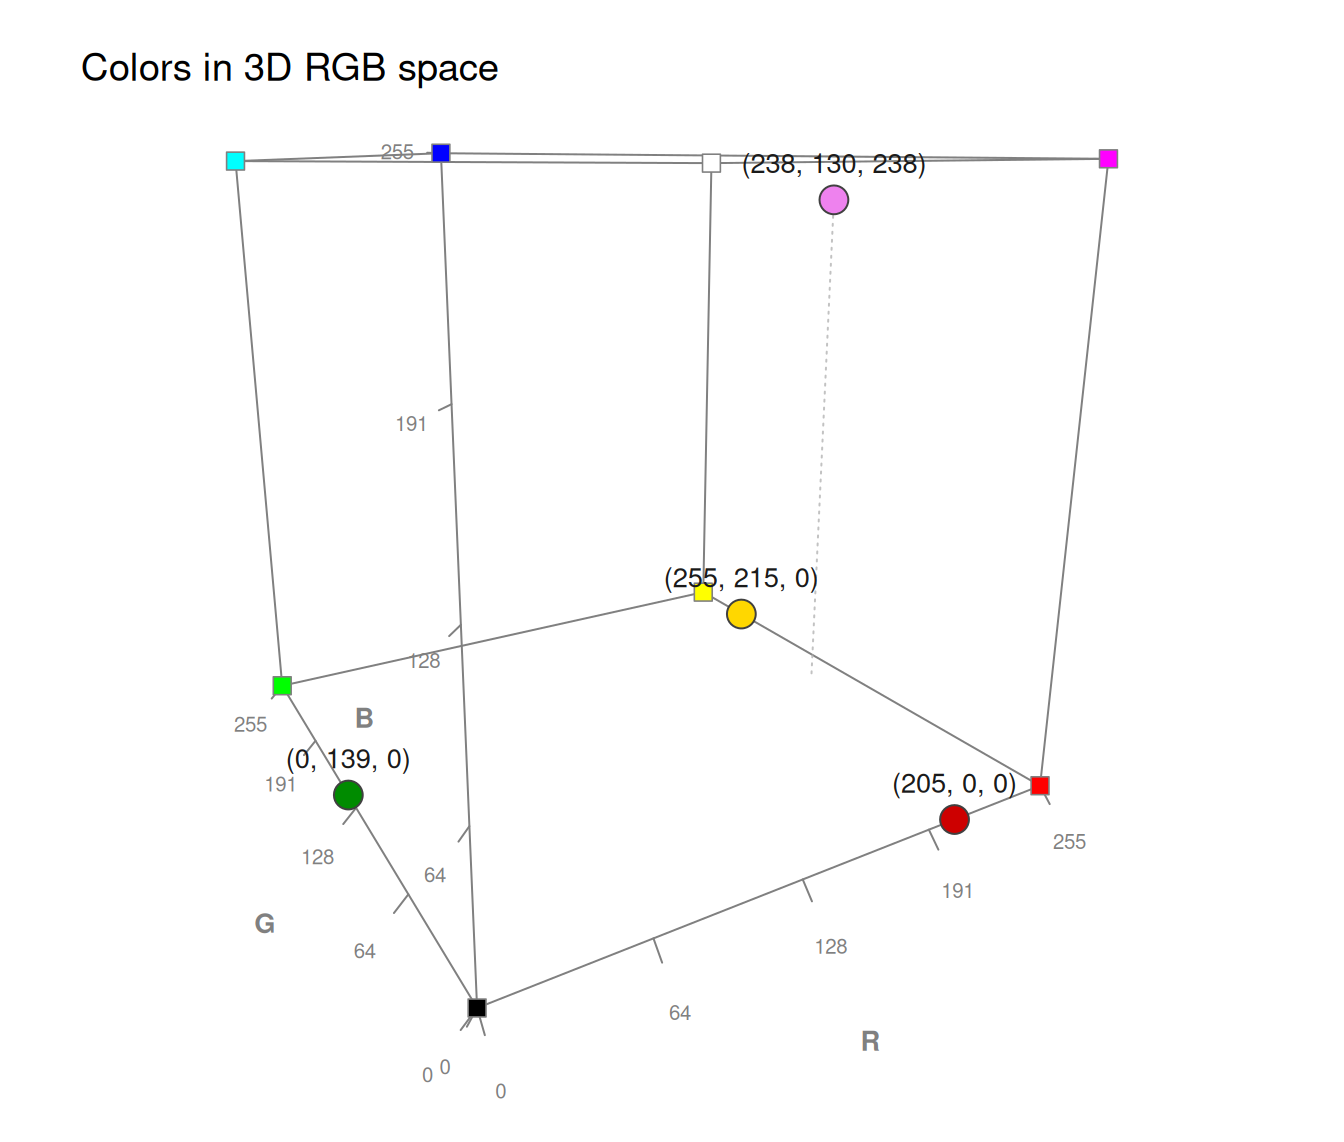 Colors in 3D RGB space
255
(238, 130, 238)
191
(255, 215, 0)
128
B
255
(0, 139, 0)
191
(205, 0, 0)
255
128
64
191
G
64
128
64
R
0
0
0